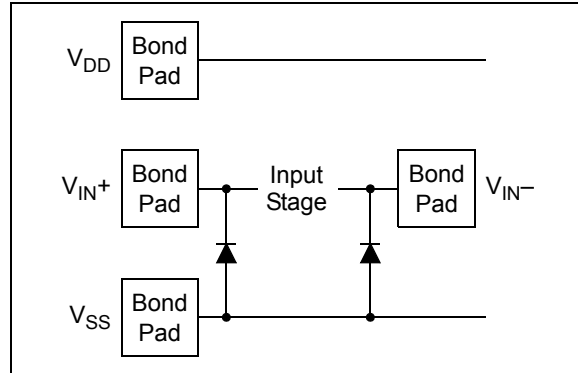 V_DD Bond
Pad
V_IN+ Bond
Pad
Input
Stage
Bond
Pad V_IN–
V_SS Bond
Pad